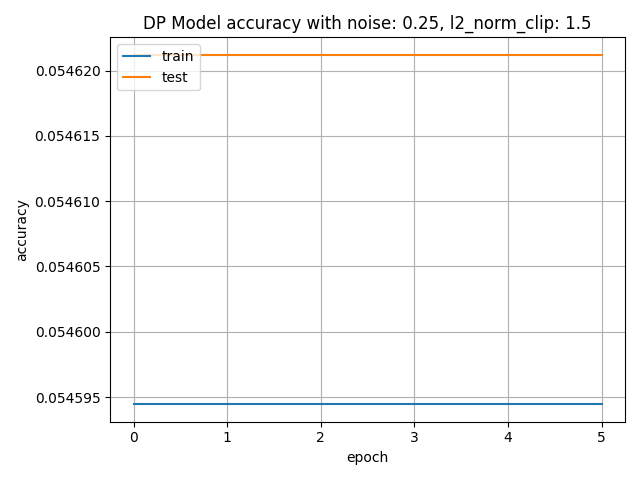 DP Model accuracy with noise: 0.25, l2_norm_clip: 1.5
train
test
0.054620
0.054615
0.054610
0.054605
0.054600
0.054595
accuracy
0 1 2 3 4 5
epoch